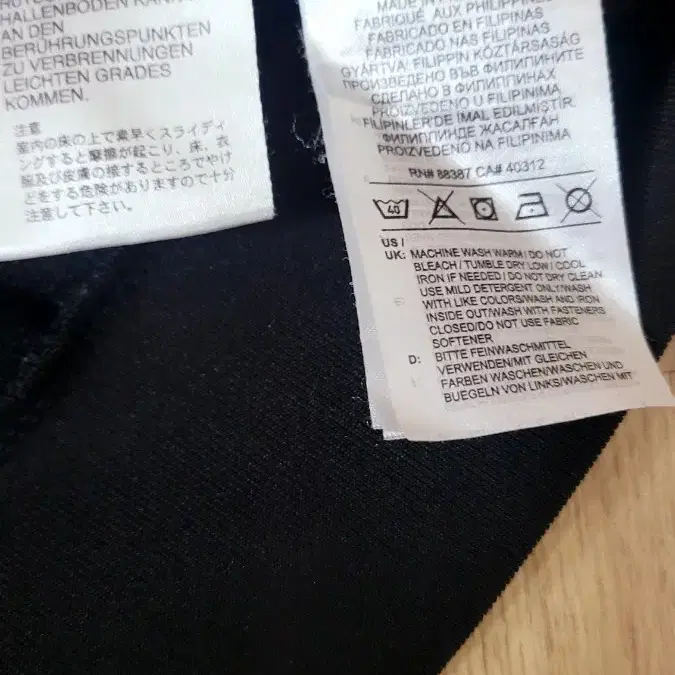 HALLENBÖDEN KANN
AN DEN
BERÜHRUNGSPUNKTEN
ZU VERBRENNUNGEN
LEICHTEN GRADES
KOMMEN.
注意
室内の床の上で素早くスライディ
ングすると摩擦が起こり、床、衣
服及び皮膚の接するところでやけ
どをする危険がありますので十分
注意して下さい。
MADE IN
FABRIQUÉ AUX PHILIPPINES
FABRICADO EN FILIPINAS
FABRICADO NAS FILIPINAS
GYÁRTVA: FILIPPIN KÖZTÁRSASÁG
ПРОИЗВЕДЕНО ВЪВ ФИЛИПИНИТЕ
СДЕЛАНО В ФИЛИППИНАХ
PROIZVEDENO U FILIPINIMA
FILIPINLER'DE IMAL EDILMIŞTIR.
ФИЛИППИНДЕ ЖАСАЛҒАН
PROIZVEDENO NA FILIPINIMA
RN# 88387 CA# 40312
40
US /
UK: MACHINE WASH WARM / DO NOT
BLEACH / TUMBLE DRY LOW / COOL
IRON IF NEEDED / DO NOT DRY CLEAN
USE MILD DETERGENT ONLY/WASH
WITH LIKE COLORS/WASH AND IRON
INSIDE OUT/WASH WITH FASTENERS
CLOSED/DO NOT USE FABRIC
SOFTENER
D: BITTE FEINWASCHMITTEL
VERWENDEN/MIT GLEICHEN
FARBEN WASCHEN/WASCHEN UND
BUEGELN VON LINKS/WASCHEN MIT